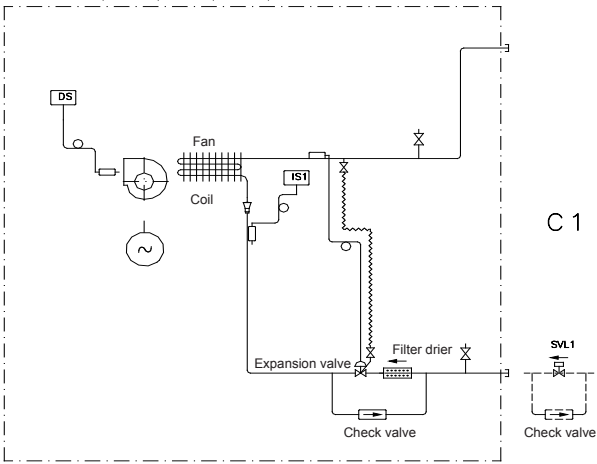 DS
Fan
IS1
Coil
C 1
Filter drier
SVL1
Expansion valve
Check valve
Check valve